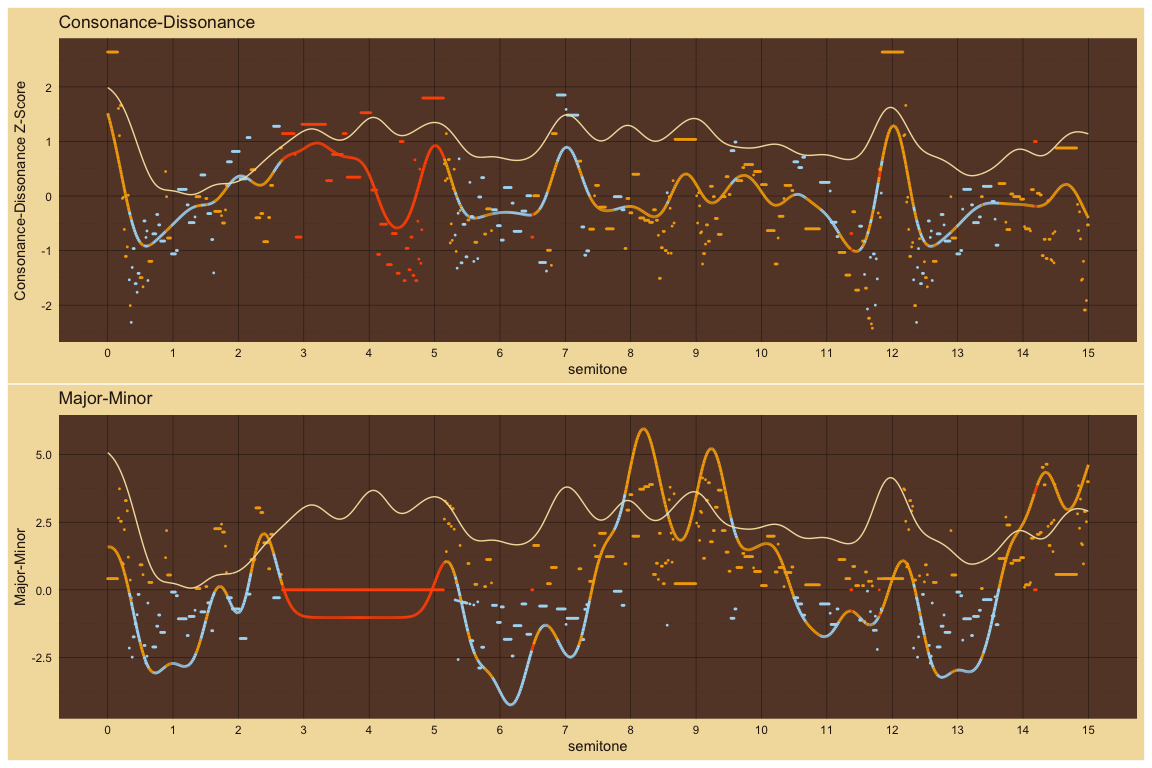 Consonance-Dissonance
Consonance-Dissonance Z-Score
2
1
0
-1
-2
0 1 2 3 4 5 6 7 8 9 10 11 12 13 14 15
semitone
Major-Minor
Major-Minor
5.0
2.5
0.0
-2.5
0 1 2 3 4 5 6 7 8 9 10 11 12 13 14 15
semitone